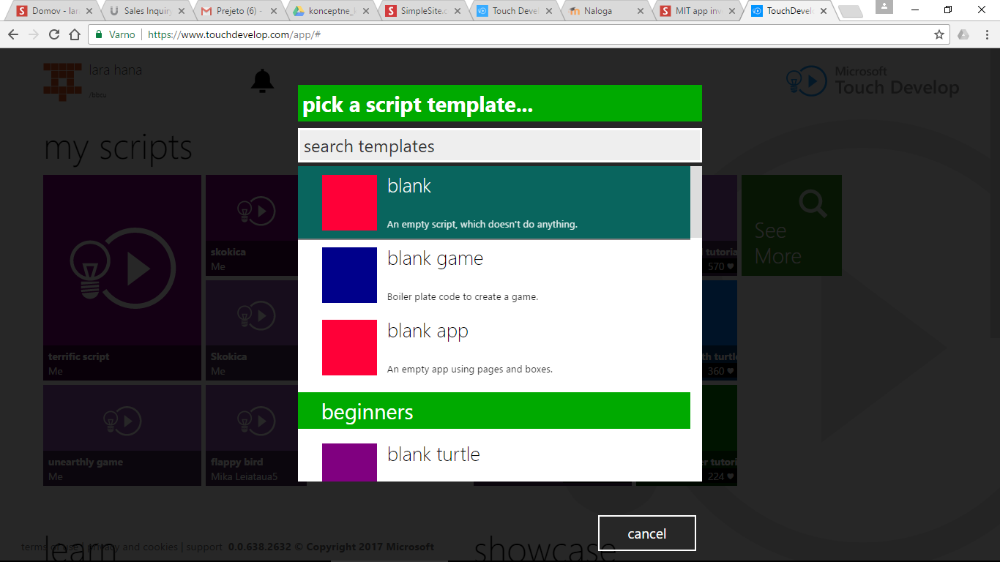 Domov - lar
Sales Inquiry
Prejeto (6) -
konceptne_
SimpleSite.c
Touch Devel
Naloga
MIT app inv
TouchDevelo
Varno
https://www.touchdevelop.com/app/#
lara hana
/bbcu
Microsoft
Touch Develop
pick a script template...
search templates
my scripts
blank
An empty script, which doesn't do anything.
blank game
Boiler plate code to create a game.
blank app
An empty app using pages and boxes.
beginners
blank turtle
skokica
Me
Skokica
Me
terrific script
Me
unearthly game
Me
flappy bird
Mika Leiataua5
tutoria
570
th turtle
360
er tutori
224
See
More
cancel
learn
showcase
terms of use | privacy and cookies | support 0.0.638.2632 © Copyright 2017 Microsoft